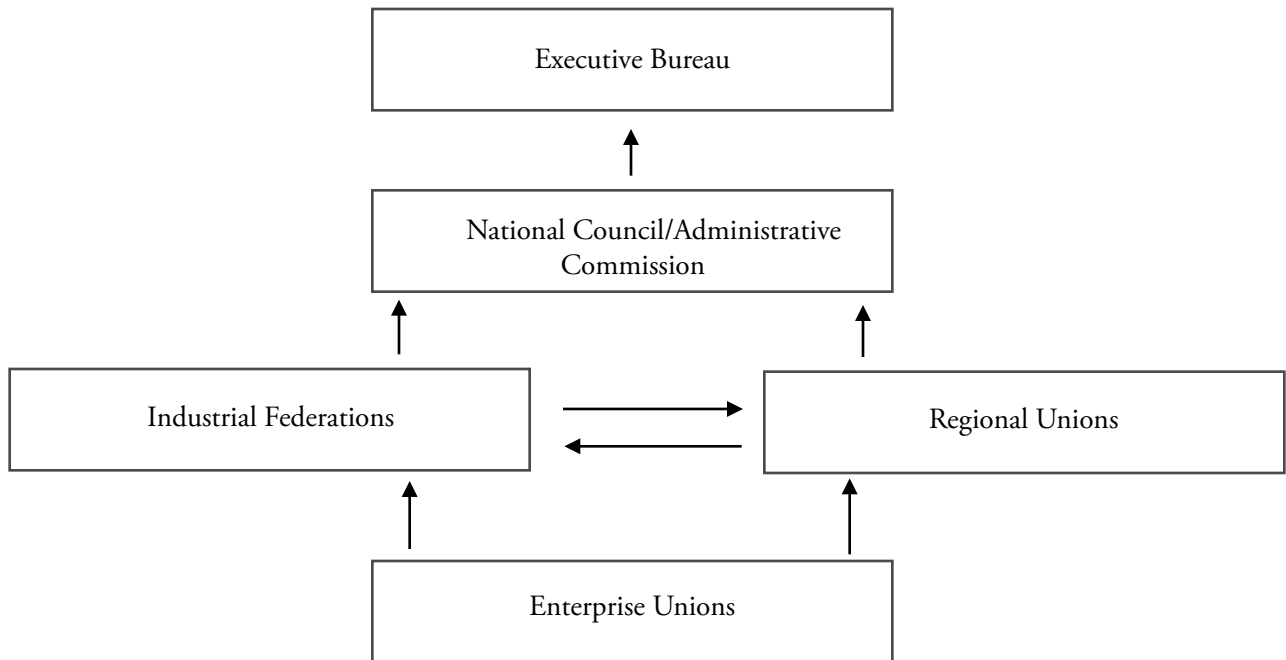 Executive Bureau
National Council/Administrative
Commission
Industrial Federations
Regional Unions
Enterprise Unions